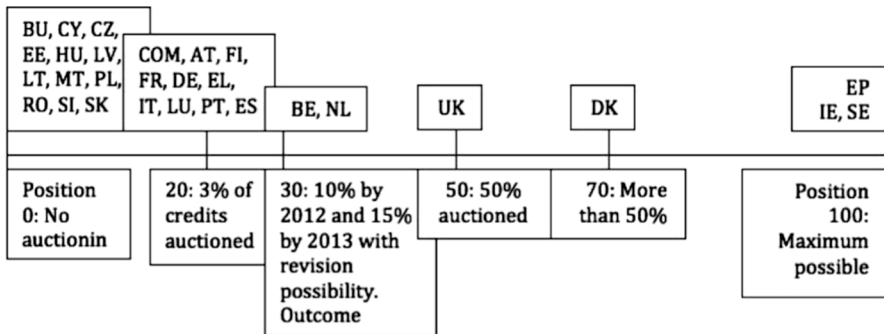 BU, CY, CZ,
EE, HU, LV,
LT, MT, PL,
RO, SI, SK
COM, AT, FI,
FR, DE, EL,
IT, LU, PT, ES
BE, NL
UK
DK
EP
IE, SE
Position
0: No
auctionin
20: 3% of
credits
auctioned
30: 10% by
2012 and 15%
by 2013 with
revision
possibility.
Outcome
50: 50%
auctioned
70: More
than 50%
Position
100:
Maximum
possible